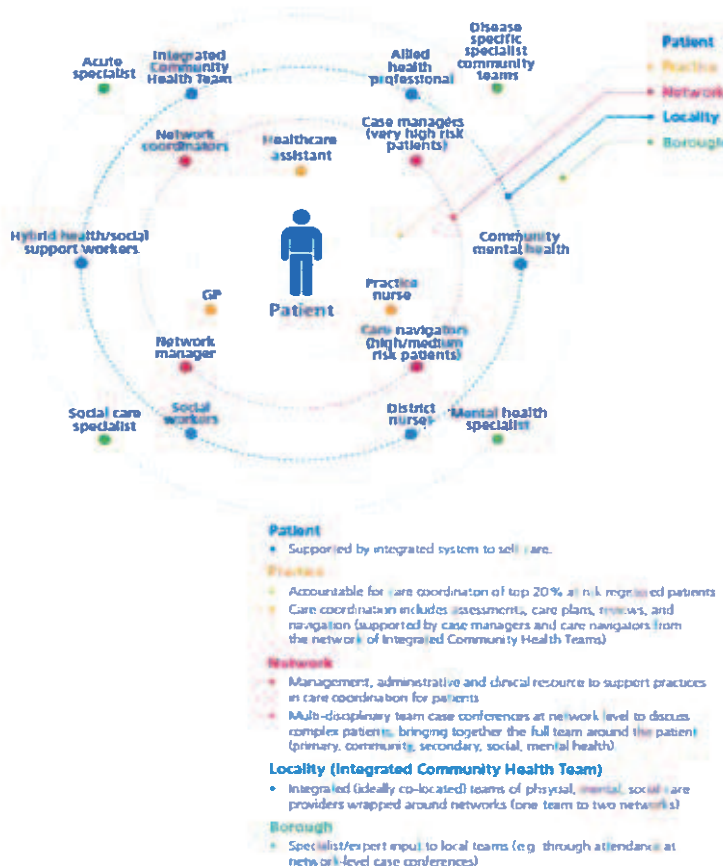 Disease
specific
specialist
community
teams
Acute
specialist
Integrated
Community
Health Team
Allied
health
professional
Patient
Practice
Network
Locality
Borough
Network
coordinators
Healthcare
assistant
Case managers
(very high risk
patients)
Hybrid health/social
support workers
Community
mental health
GP
Patient
Practice
nurse
Network
manager
Care navigators
(high/medium
risk patients)
Social care
specialist
Social
workers
District
nurses
Mental health
specialist
Patient
• Supported by integrated system to self care.
Practice
• Accountable for care coordinaton of top 20% at risk registered patients
• Care coordination includes assessments, care plans, reviews, and
navigation (supported by case managers and care navigators from
the network of Integrated Community Health Teams)
Network
• Management, administrative and clinical resource to support practices
in care coordination for patients
• Multi-disciplinary team case conferences at network level to discuss
complex patients, bringing together the full team around the patient
(primary, community, secondary, social, mental health)
Locality (Integrated Community Health Team)
• Integrated (ideally co-located) teams of physical, mental, social care
providers wrapped around networks (one team to two networks)
Borough
• Specialist/expert input to local teams (e.g. through attendance at
network-level case conferences)